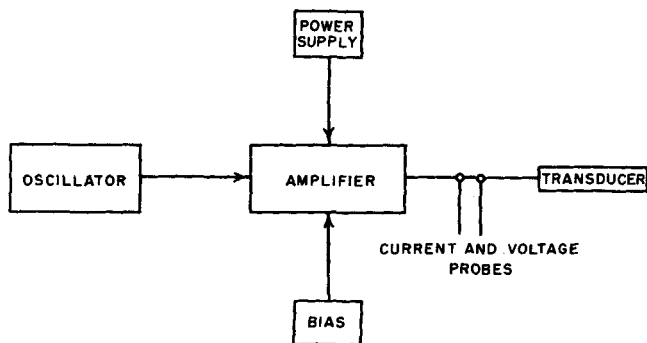 POWER
SUPPLY
OSCILLATOR
AMPLIFIER
TRANSDUCER
CURRENT AND VOLTAGE
PROBES
BIAS